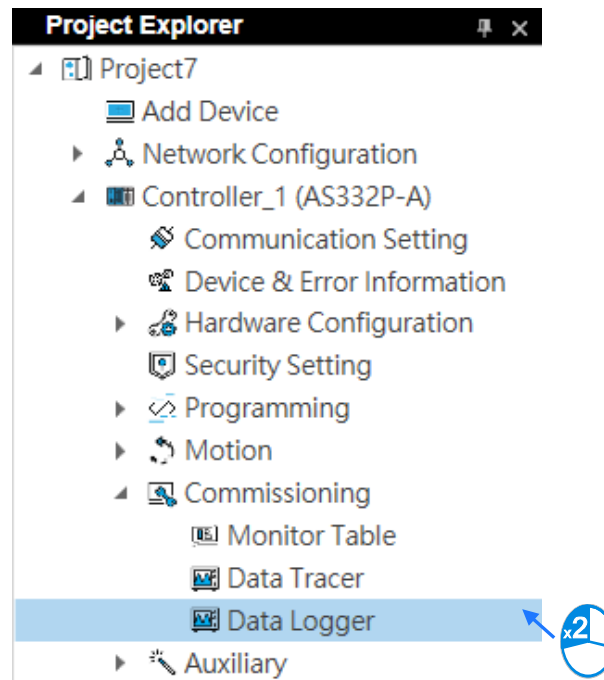 Project Explorer
Project7
Add Device
Network Configuration
Controller_1 (AS332P-A)
Communication Setting
Device & Error Information
Hardware Configuration
Security Setting
Programming
Motion
Commissioning
Monitor Table
Data Tracer
Data Logger
x2
Auxiliary